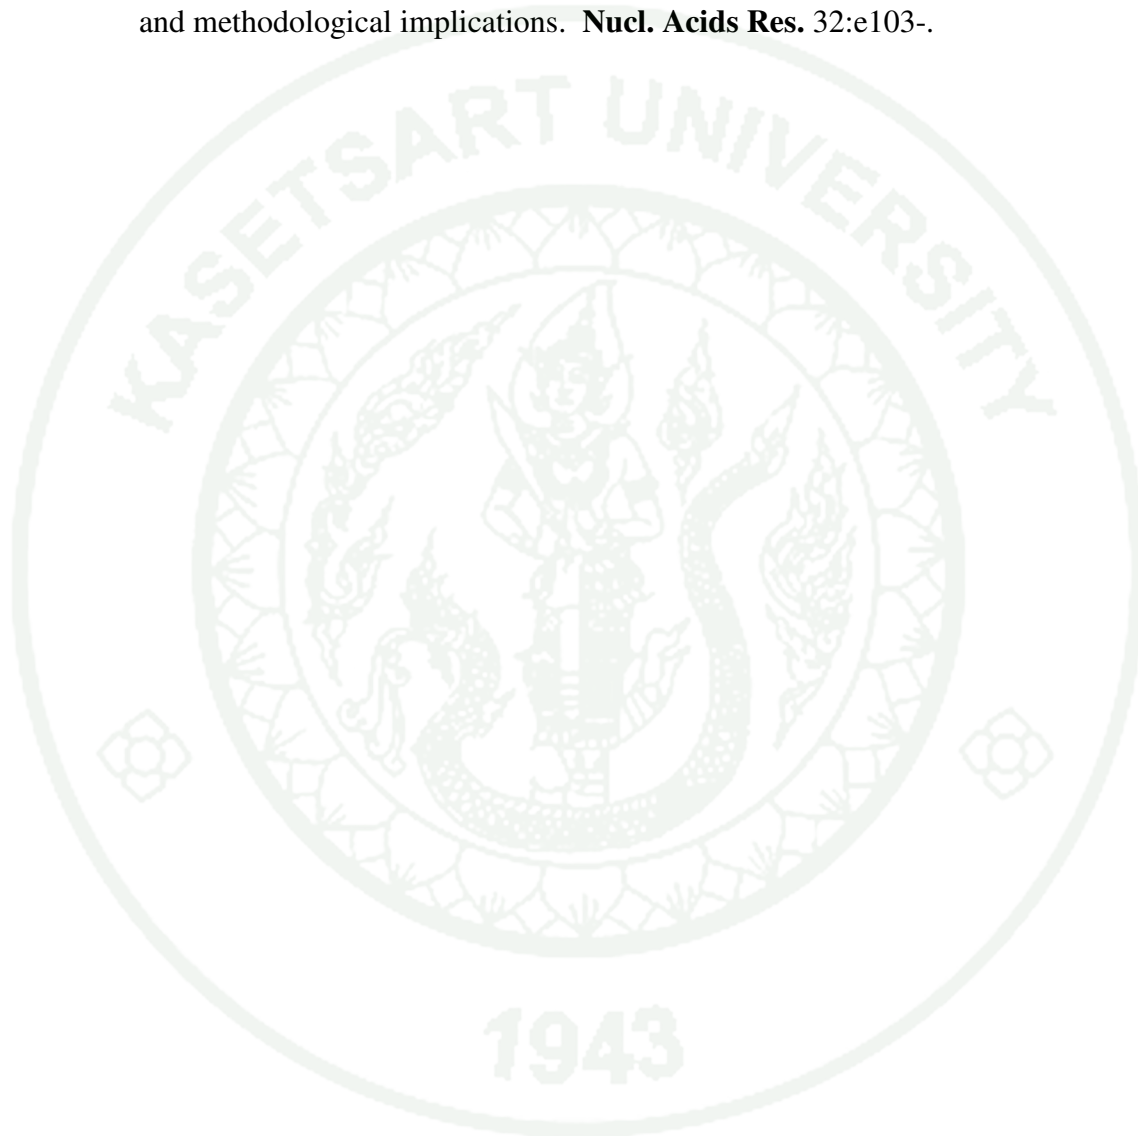 and methodological implications. Nucl. Acids Res. 32:e103-.
KASETSART UNIVERSITY
1943